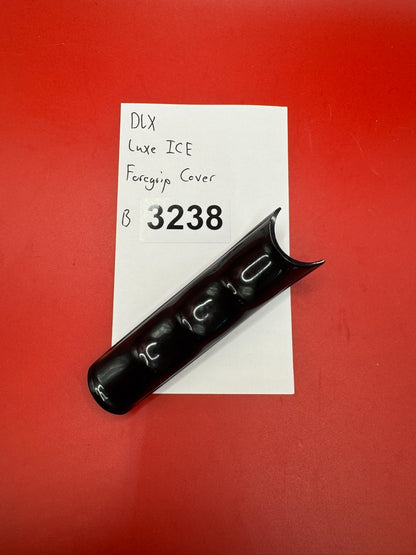 DLX
Luxe ICE
Foregrip Cover
B 3238